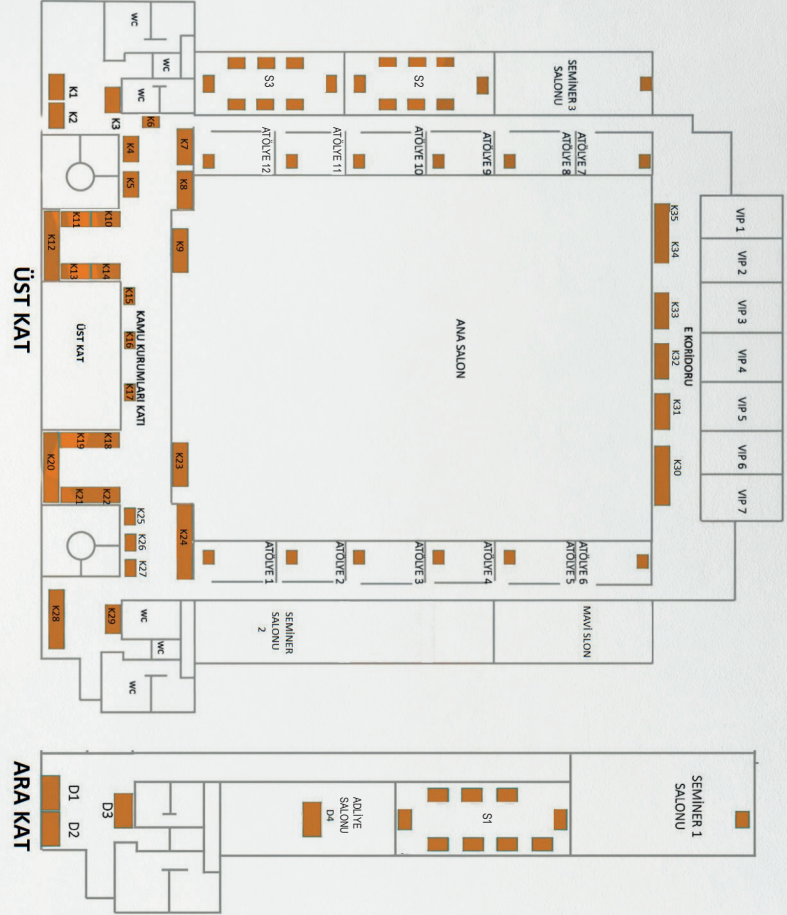 WC
WC
WC
K1
K2
K3
K6
K4
K5
K7
K8
K9
S3
S2
SEMİNER 3
SALONU
ATÖLYE 12
ATÖLYE 11
ATÖLYE 10
ATÖLYE 9
ATÖLYE 8
ATÖLYE 7
K11
K10
K12
K13
K14
K15
K16
K17
KAMU KURUMLARI KATI
ÜST KAT
ÜST KAT
ANA SALON
K35
K34
K33
K32
K31
K30
E KORİDORU
VIP 1
VIP 2
VIP 3
VIP 4
VIP 5
VIP 6
VIP 7
K19
K18
K20
K21
K22
K23
K24
K25
K26
K27
K28
K29
ATÖLYE 1
ATÖLYE 2
ATÖLYE 3
ATÖLYE 4
ATÖLYE 5
ATÖLYE 6
WC
WC
WC
SEMİNER
SALONU
2
MAVİ SLON
ARA KAT
D1
D2
D3
ADLİYE
SALONU
D4
S1
SEMİNER 1
SALONU